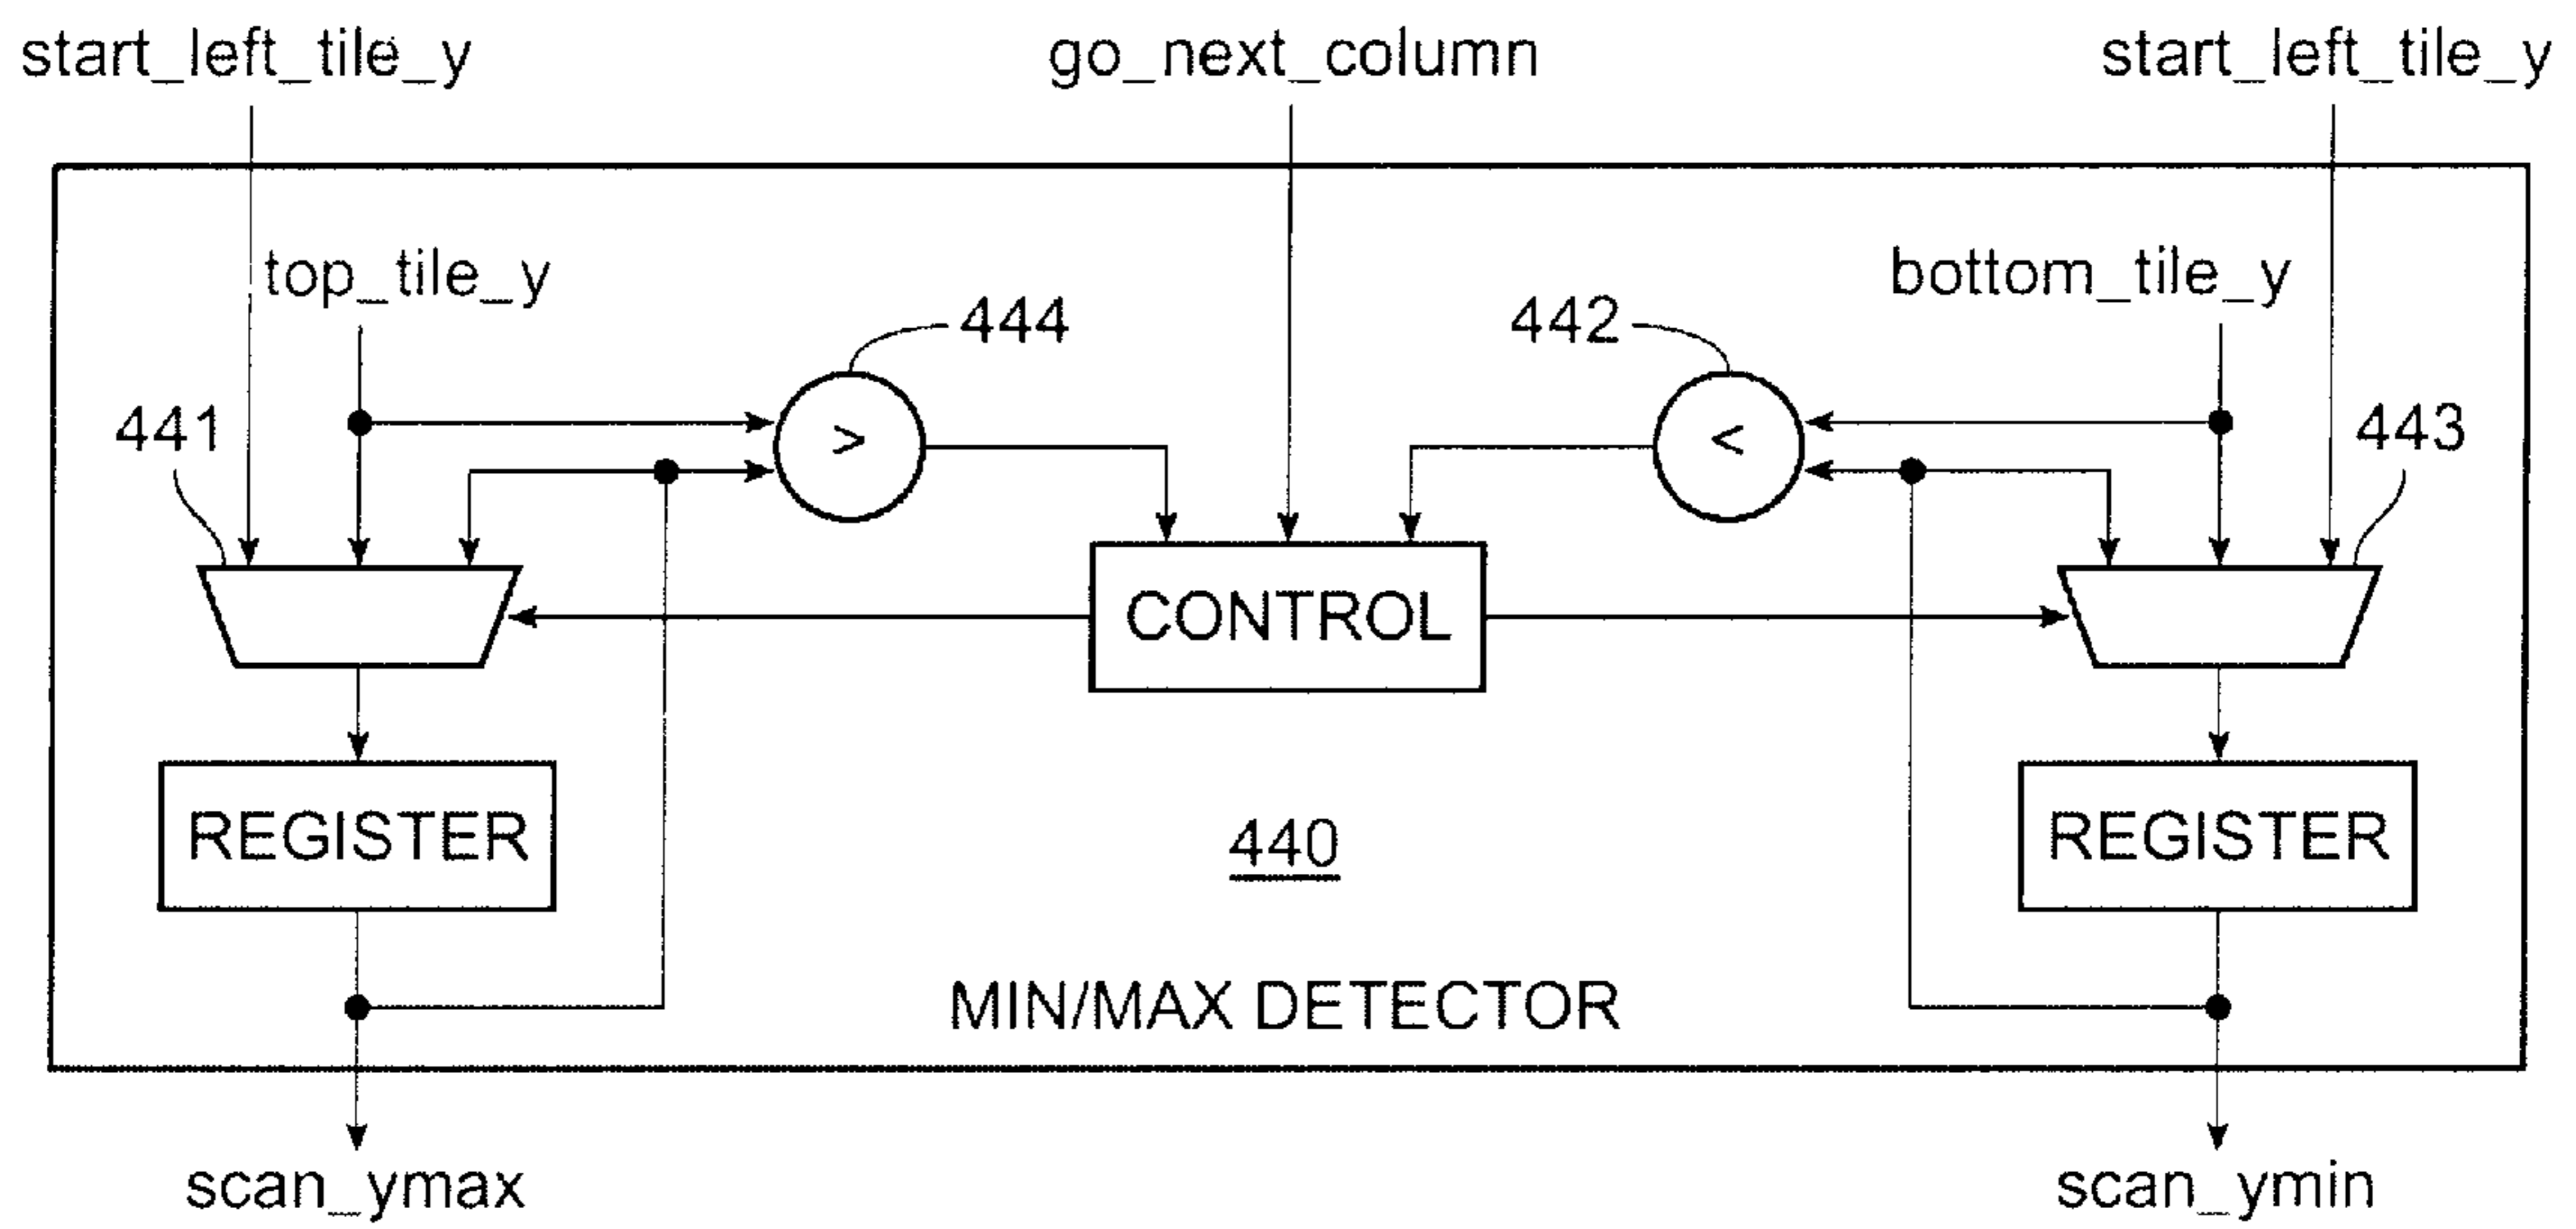 start_left_tile_y
go_next_column
start_left_tile_y
top_tile_y
bottom_tile_y
444
442
441
443
>
<
CONTROL
REGISTER
440
REGISTER
MIN/MAX DETECTOR
scan_ymax
scan_ymin